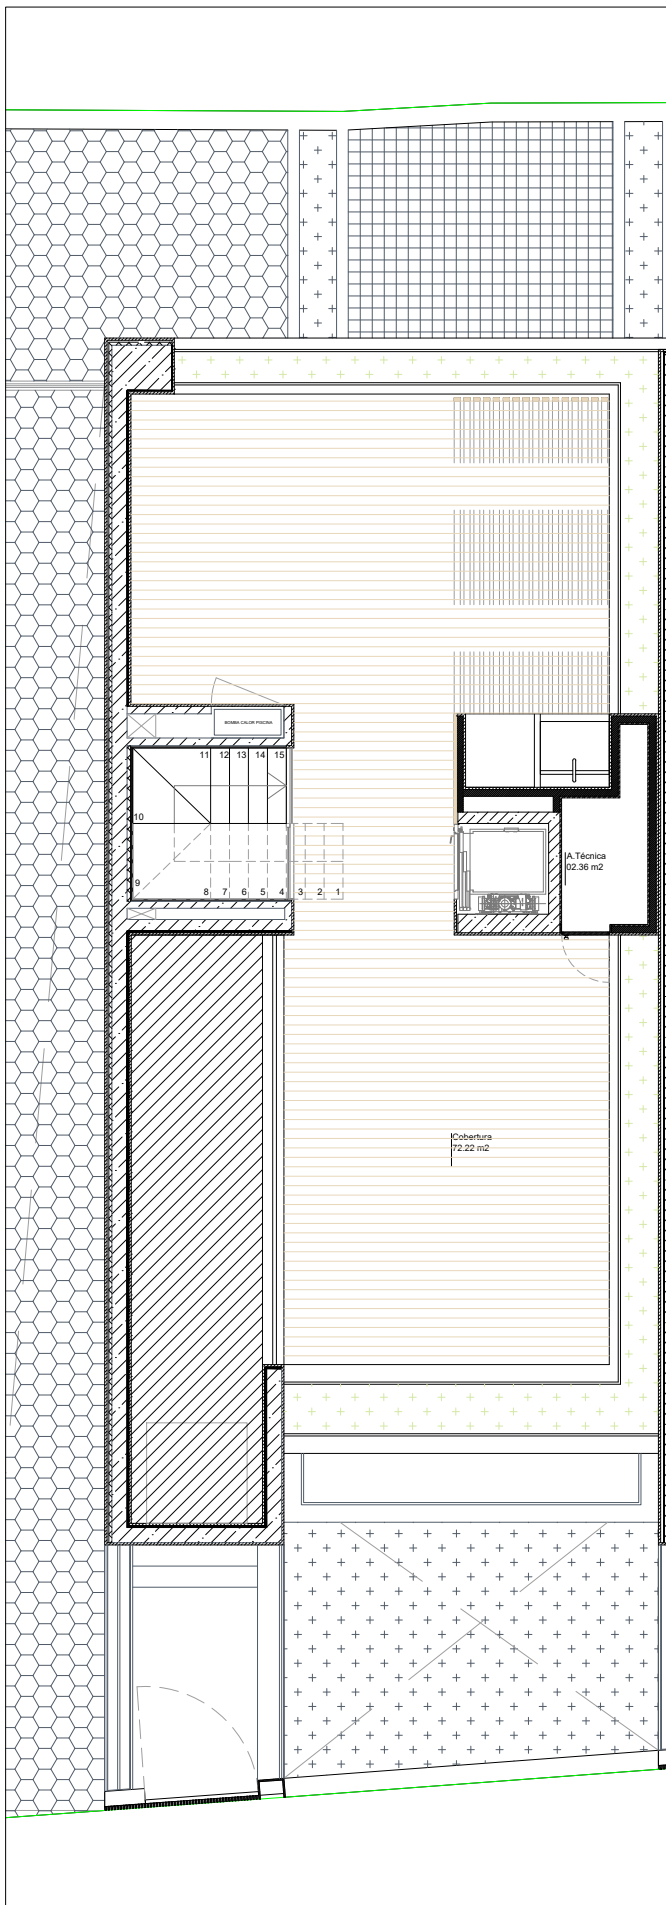 BOMBA CALOR PISCINA
11 12 13 14 15
10
9
8 7 6 5 4 3 2 1
A.Técnica
02.36 m2
Cobertura
72.22 m2